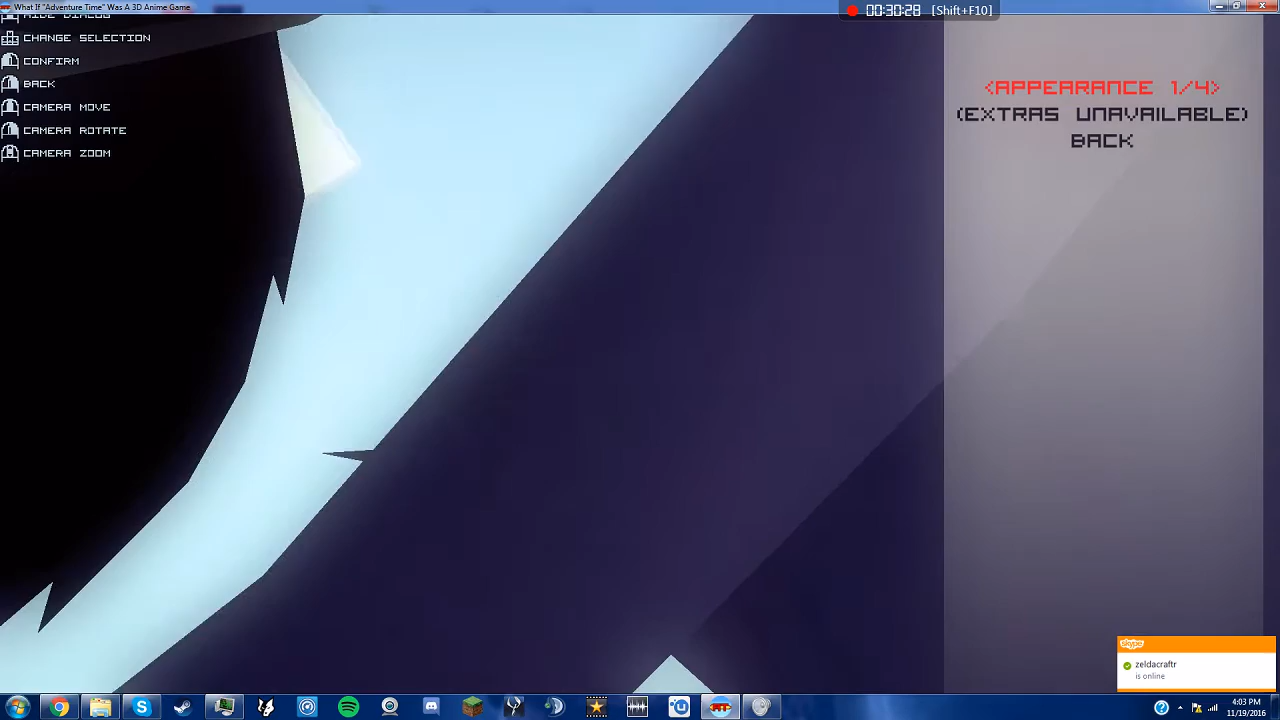 What If "Adventure Time" Was A 3D Anime Game
00:30:28 [Shift+F10]
HIDE DIALOG
CHANGE SELECTION
CONFIRM
BACK
CAMERA MOVE
CAMERA ROTATE
CAMERA ZOOM
<APPEARANCE 1/4>
(EXTRAS UNAVAILABLE)
BACK
skype
zeldacraftr
is online
4:03 PM
11/19/2016